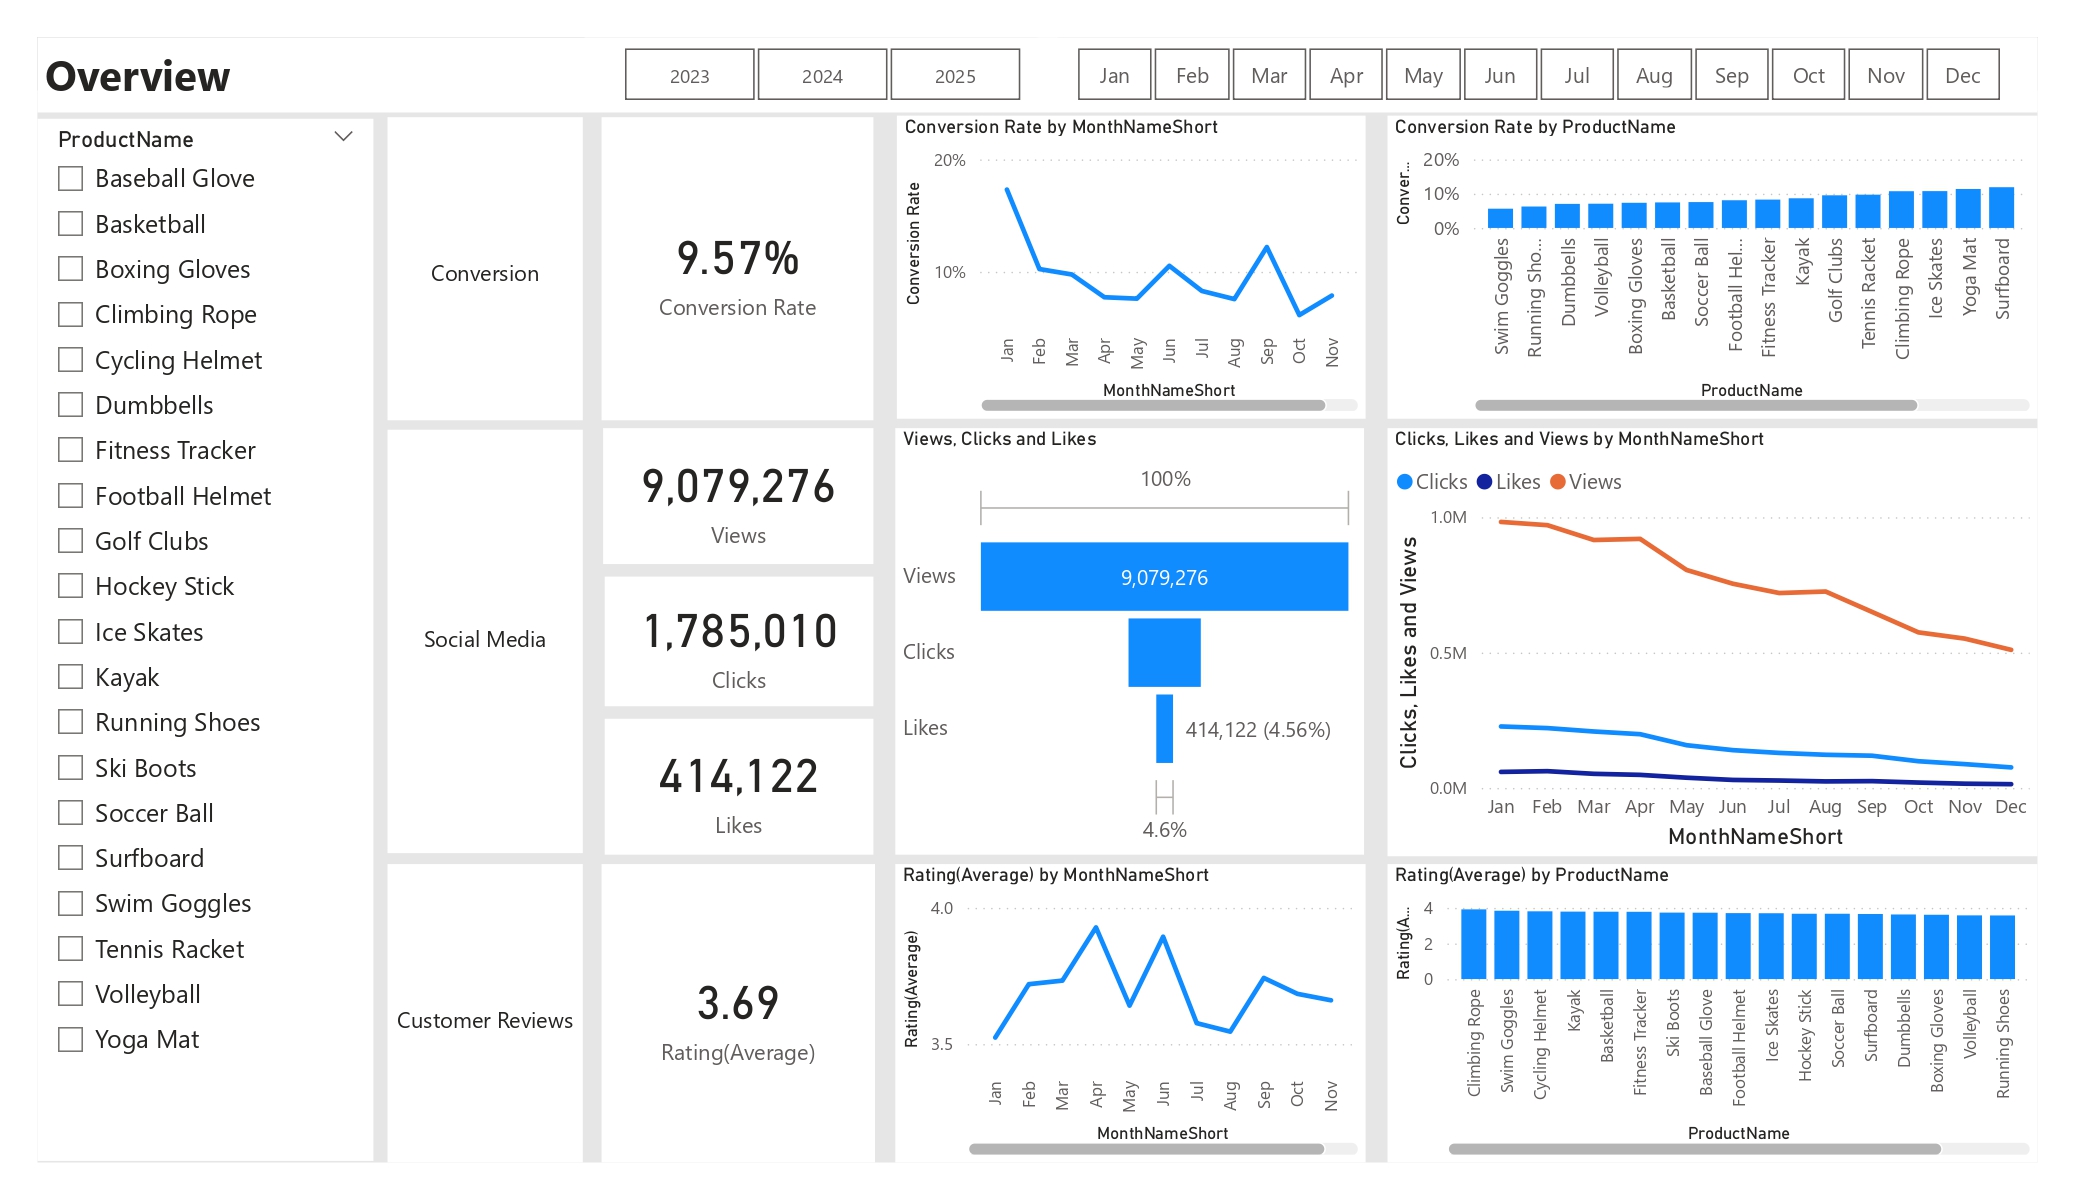 Overview
2023 2024 2025 Jan Feb Mar Apr May Jun Jul Aug Sep Oct Nov Dec
ProductName
Baseball Glove
Basketball
Boxing Gloves
Climbing Rope
Cycling Helmet
Dumbbells
Fitness Tracker
Football Helmet
Golf Clubs
Hockey Stick
Ice Skates
Kayak
Running Shoes
Ski Boots
Soccer Ball
Surfboard
Swim Goggles
Tennis Racket
Volleyball
Yoga Mat
Conversion
9.57%
Conversion Rate
Conversion Rate by MonthNameShort
Conversion Rate
20%
10%
Jan Feb Mar Apr May Jun Jul Aug Sep Oct Nov
MonthNameShort
Conversion Rate by ProductName
Conver...
20%
10%
0%
Swim Goggles
Running Sho...
Dumbbells
Volleyball
Boxing Gloves
Basketball
Soccer Ball
Football Hel...
Fitness Tracker
Kayak
Golf Clubs
Tennis Racket
Climbing Rope
Ice Skates
Yoga Mat
Surfboard
ProductName
Social Media
9,079,276
Views
1,785,010
Clicks
414,122
Likes
Views, Clicks and Likes
100%
Views 9,079,276
Clicks
Likes 414,122 (4.56%)
4.6%
Clicks, Likes and Views by MonthNameShort
Clicks Likes Views
Clicks, Likes and Views
1.0M
0.5M
0.0M
Jan Feb Mar Apr May Jun Jul Aug Sep Oct Nov Dec
MonthNameShort
Customer Reviews
3.69
Rating(Average)
Rating(Average) by MonthNameShort
Rating(Average)
4.0
3.5
Jan Feb Mar Apr May Jun Jul Aug Sep Oct Nov
MonthNameShort
Rating(Average) by ProductName
Rating(A...
4
2
0
Climbing Rope
Swim Goggles
Cycling Helmet
Kayak
Basketball
Fitness Tracker
Ski Boots
Baseball Glove
Football Helmet
Ice Skates
Hockey Stick
Soccer Ball
Surfboard
Dumbbells
Boxing Gloves
Volleyball
Running Shoes
ProductName